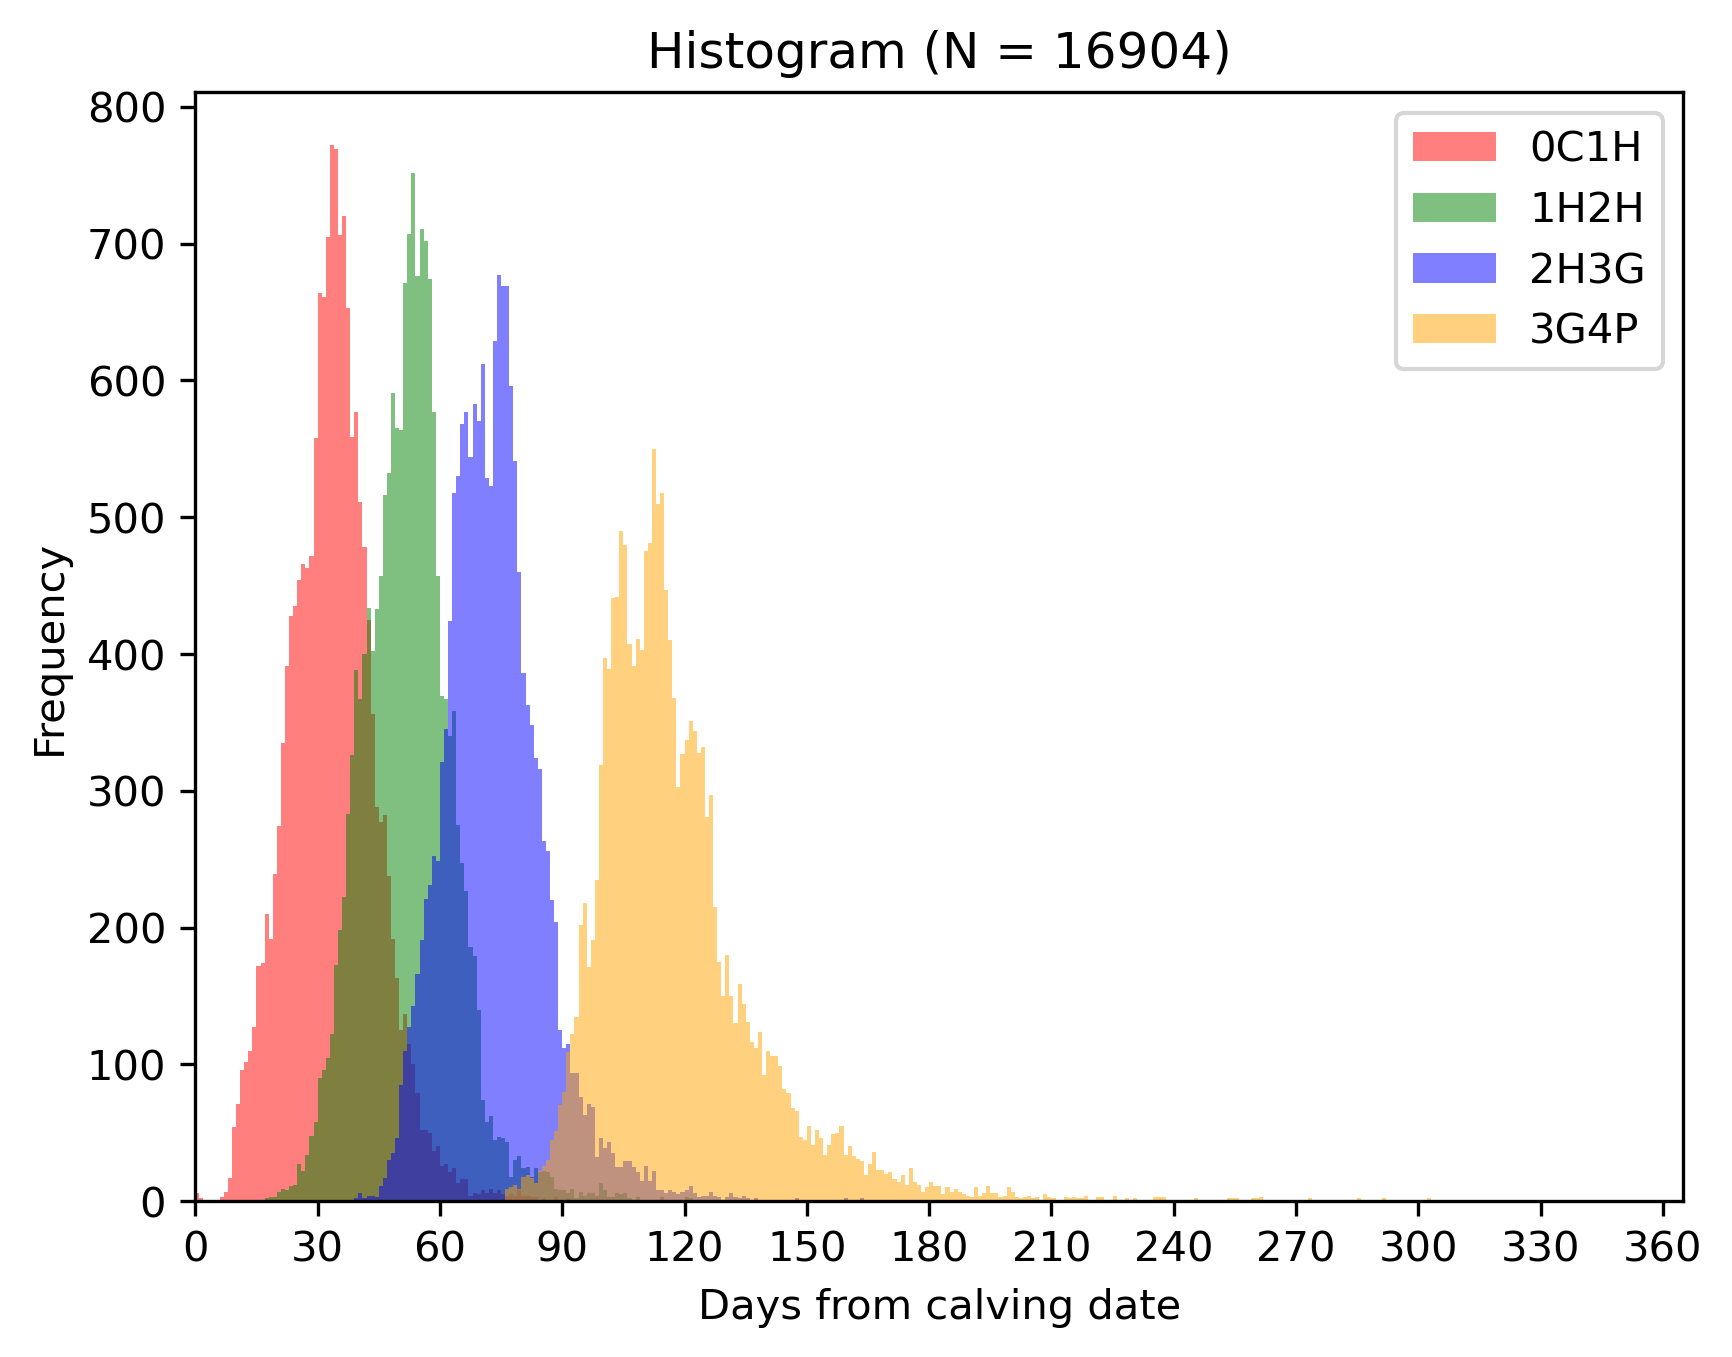 Histogram (N = 16904)
800
700
600
500
400
300
200
100
0
Frequency
0C1H
1H2H
2H3G
3G4P
0 30 60 90 120 150 180 210 240 270 300 330 360
Days from calving date